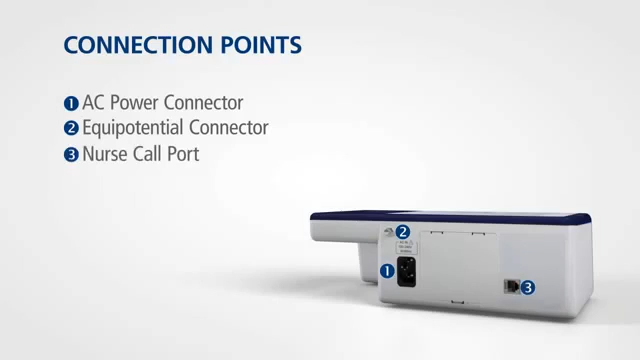 CONNECTION POINTS
1 AC Power Connector
2 Equipotential Connector
3 Nurse Call Port
2
1
3